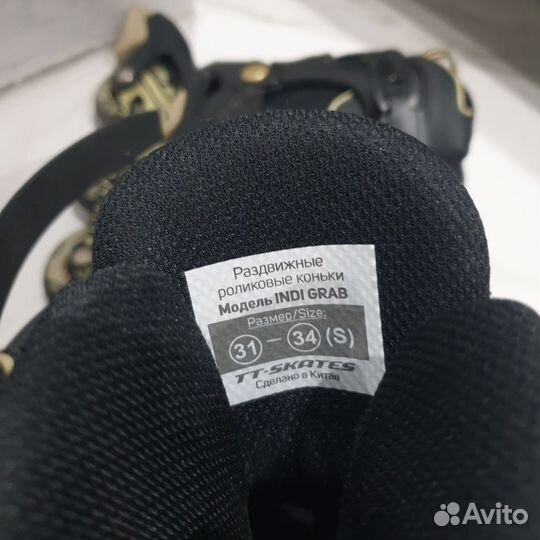 Раздвижные
роликовые коньки
Модель INDI GRAB
Размер/Size:
31 – 34 (S)
TT-SKATES
Сделано в Китае
Avito